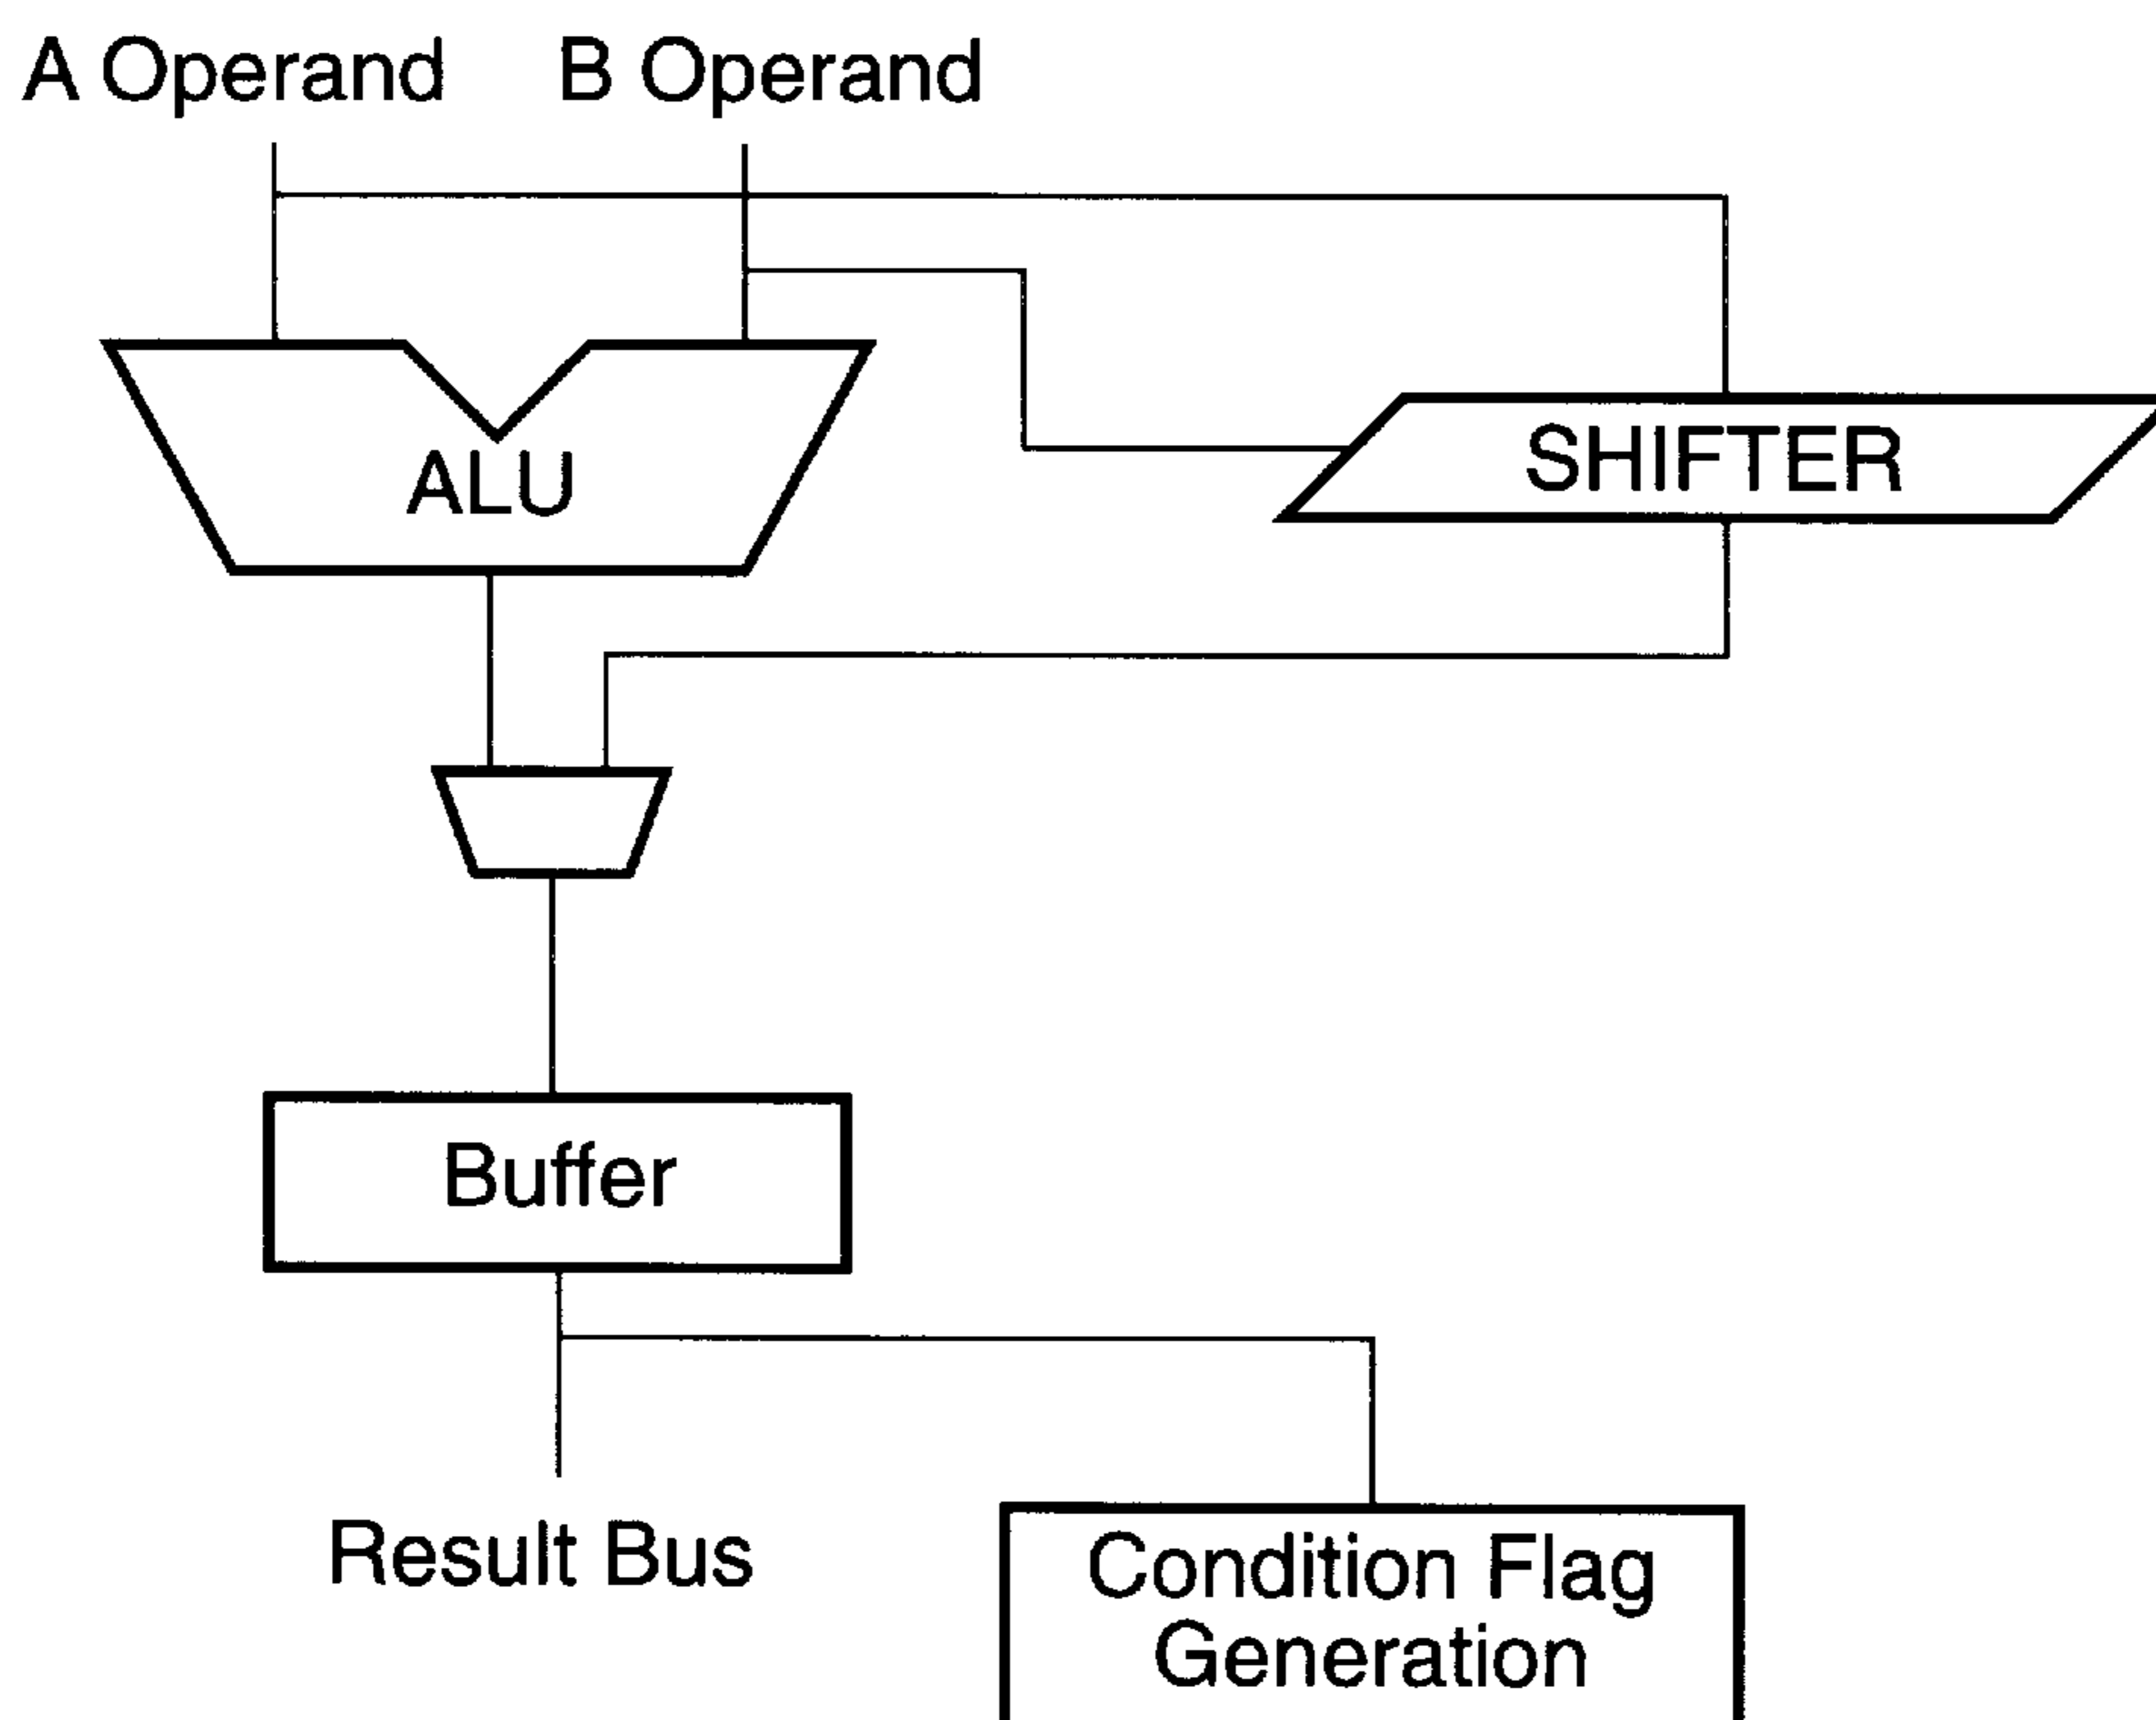 A Operand B Operand
ALU
SHIFTER
Buffer
Result Bus
Condition Flag
Generation